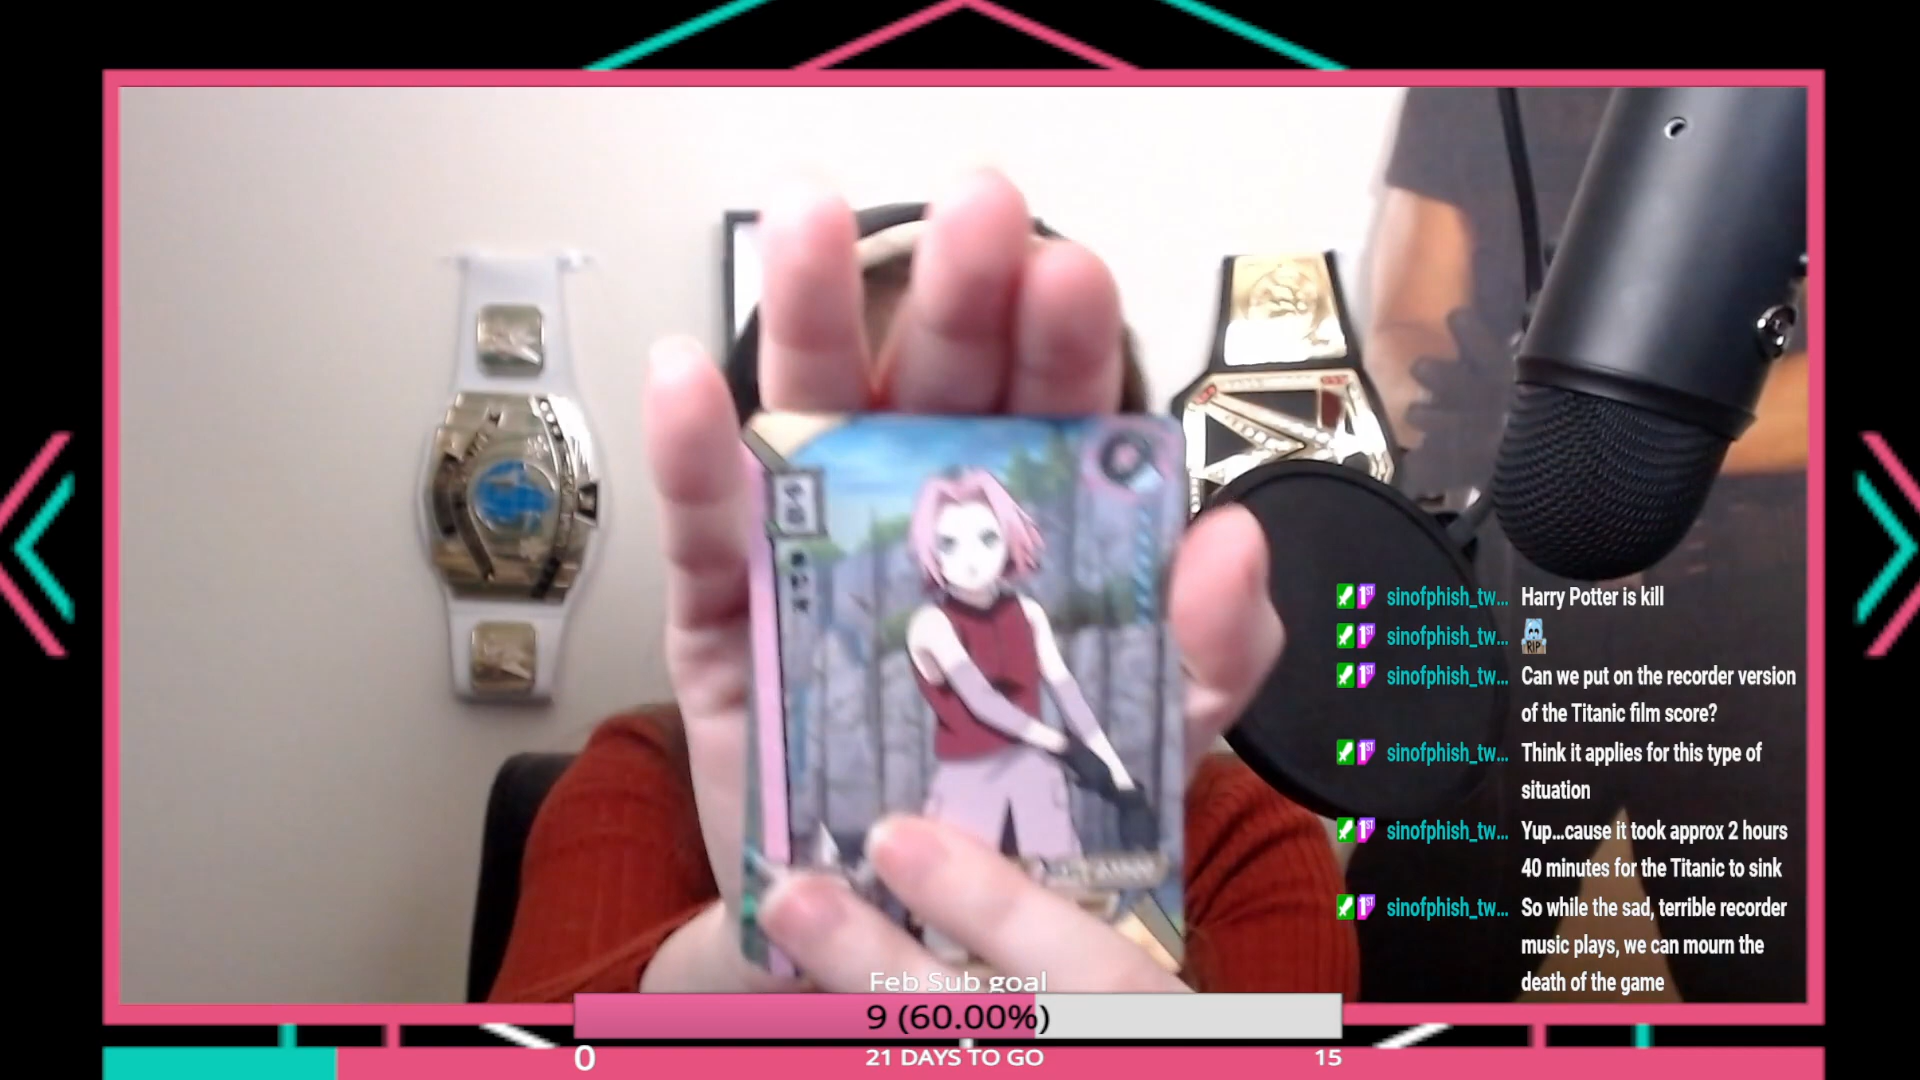 sinofphish_tw... Harry Potter is kill
sinofphish_tw... RIP
sinofphish_tw... Can we put on the recorder version
of the Titanic film score?
sinofphish_tw... Think it applies for this type of
situation
sinofphish_tw... Yup...cause it took approx 2 hours
40 minutes for the Titanic to sink
sinofphish_tw... So while the sad, terrible recorder
music plays, we can mourn the
death of the game
Feb Sub goal
9 (60.00%)
0 21 DAYS TO GO 15